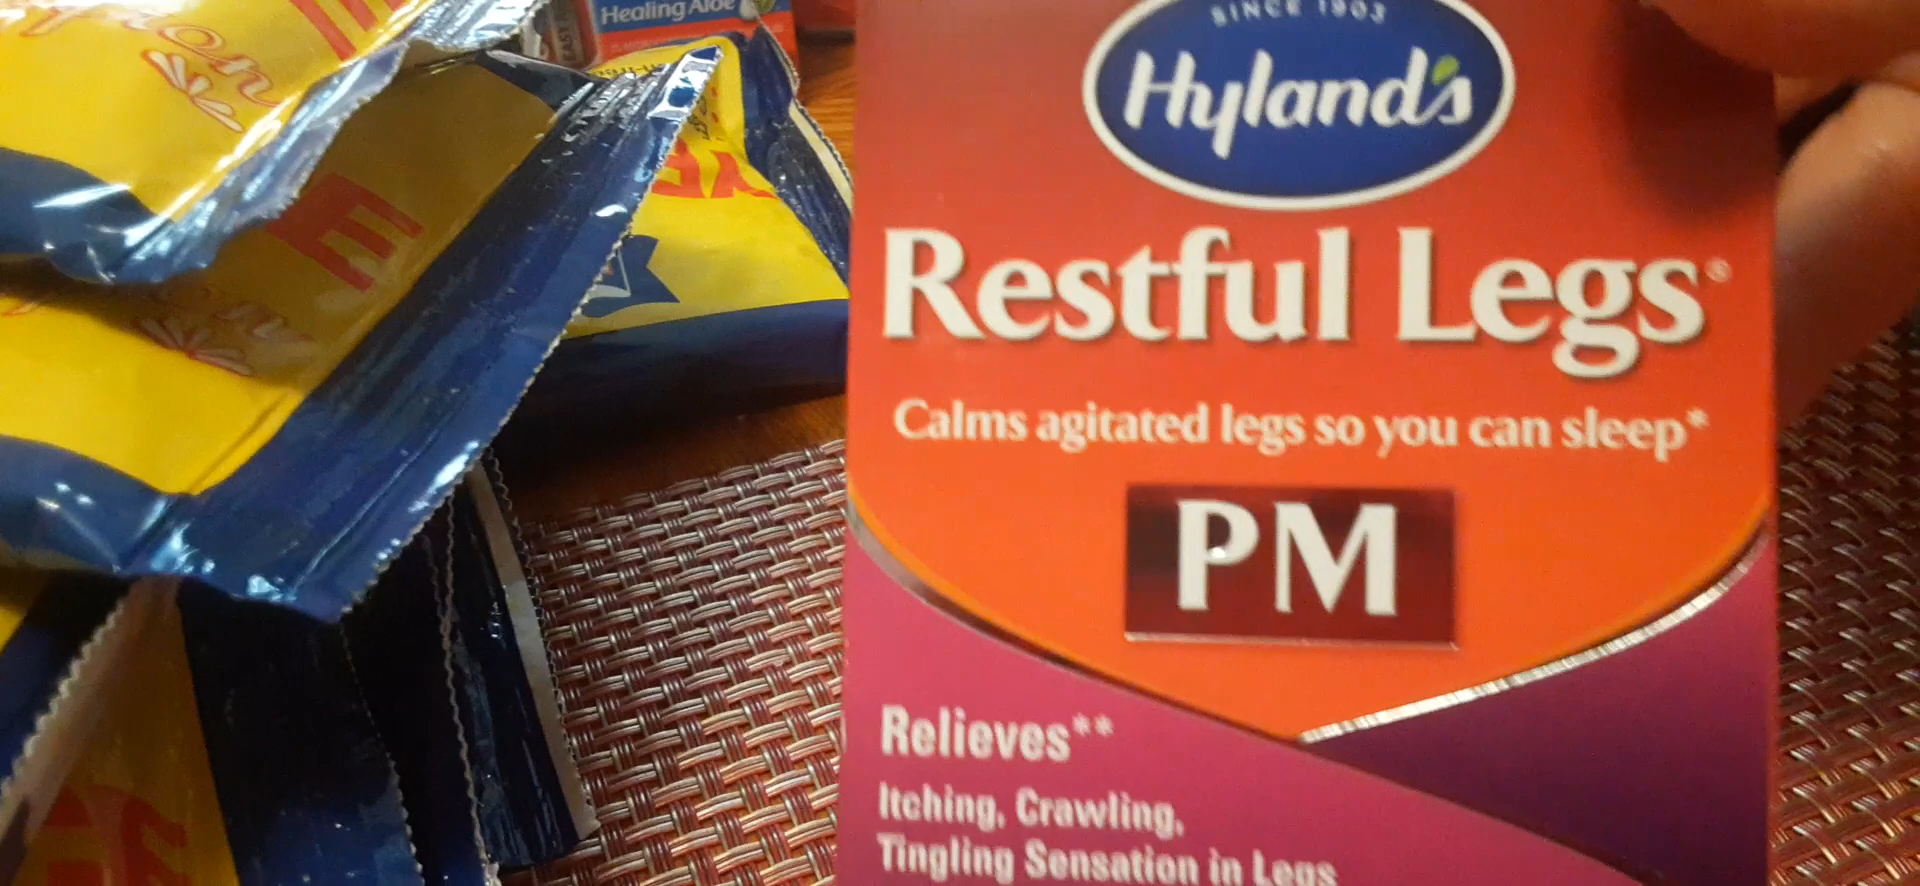 Healing Aloe
SINCE 1903
Hyland's
Restful Legs®
Calms agitated legs so you can sleep*
PM
Relieves**
Itching, Crawling,
Tingling Sensation in Legs
E